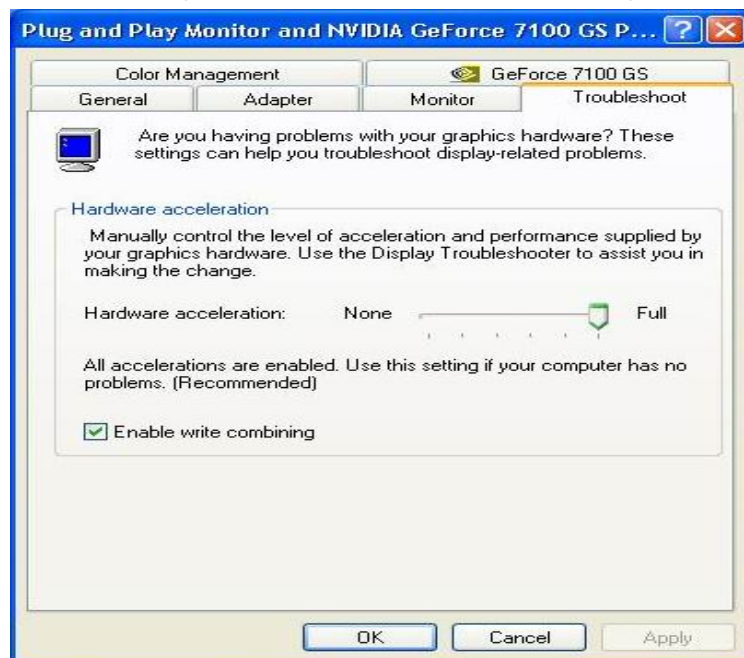 Plug and Play Monitor and NVIDIA GeForce 7100 GS P...
Color Management
GeForce 7100 GS
General
Adapter
Monitor
Troubleshoot
Are you having problems with your graphics hardware? These
settings can help you troubleshoot display-related problems.
Hardware acceleration
Manually control the level of acceleration and performance supplied by
your graphics hardware. Use the Display Troubleshooter to assist you in
making the change.
Hardware acceleration: None Full
All accelerations are enabled. Use this setting if your computer has no
problems. (Recommended)
Enable write combining
OK
Cancel
Apply